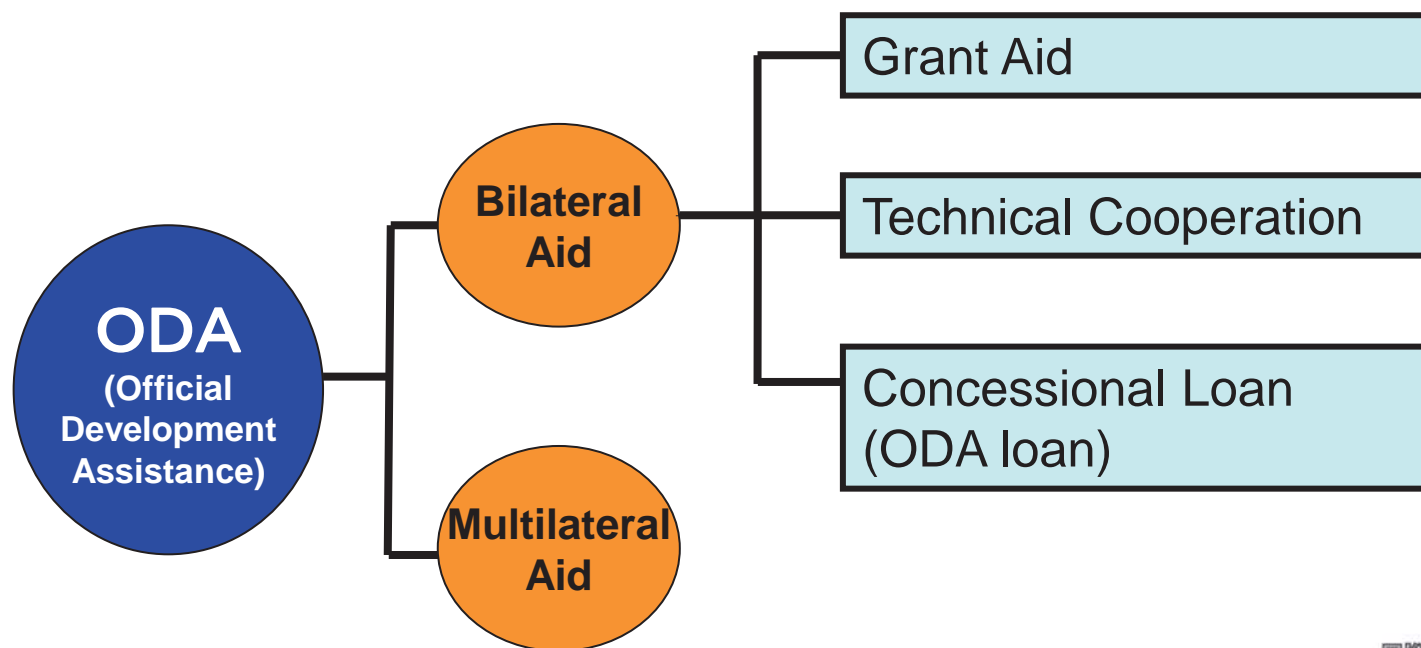 ODA
(Official
Development
Assistance)
Bilateral
Aid
Multilateral
Aid
Grant Aid
Technical Cooperation
Concessional Loan
(ODA loan)